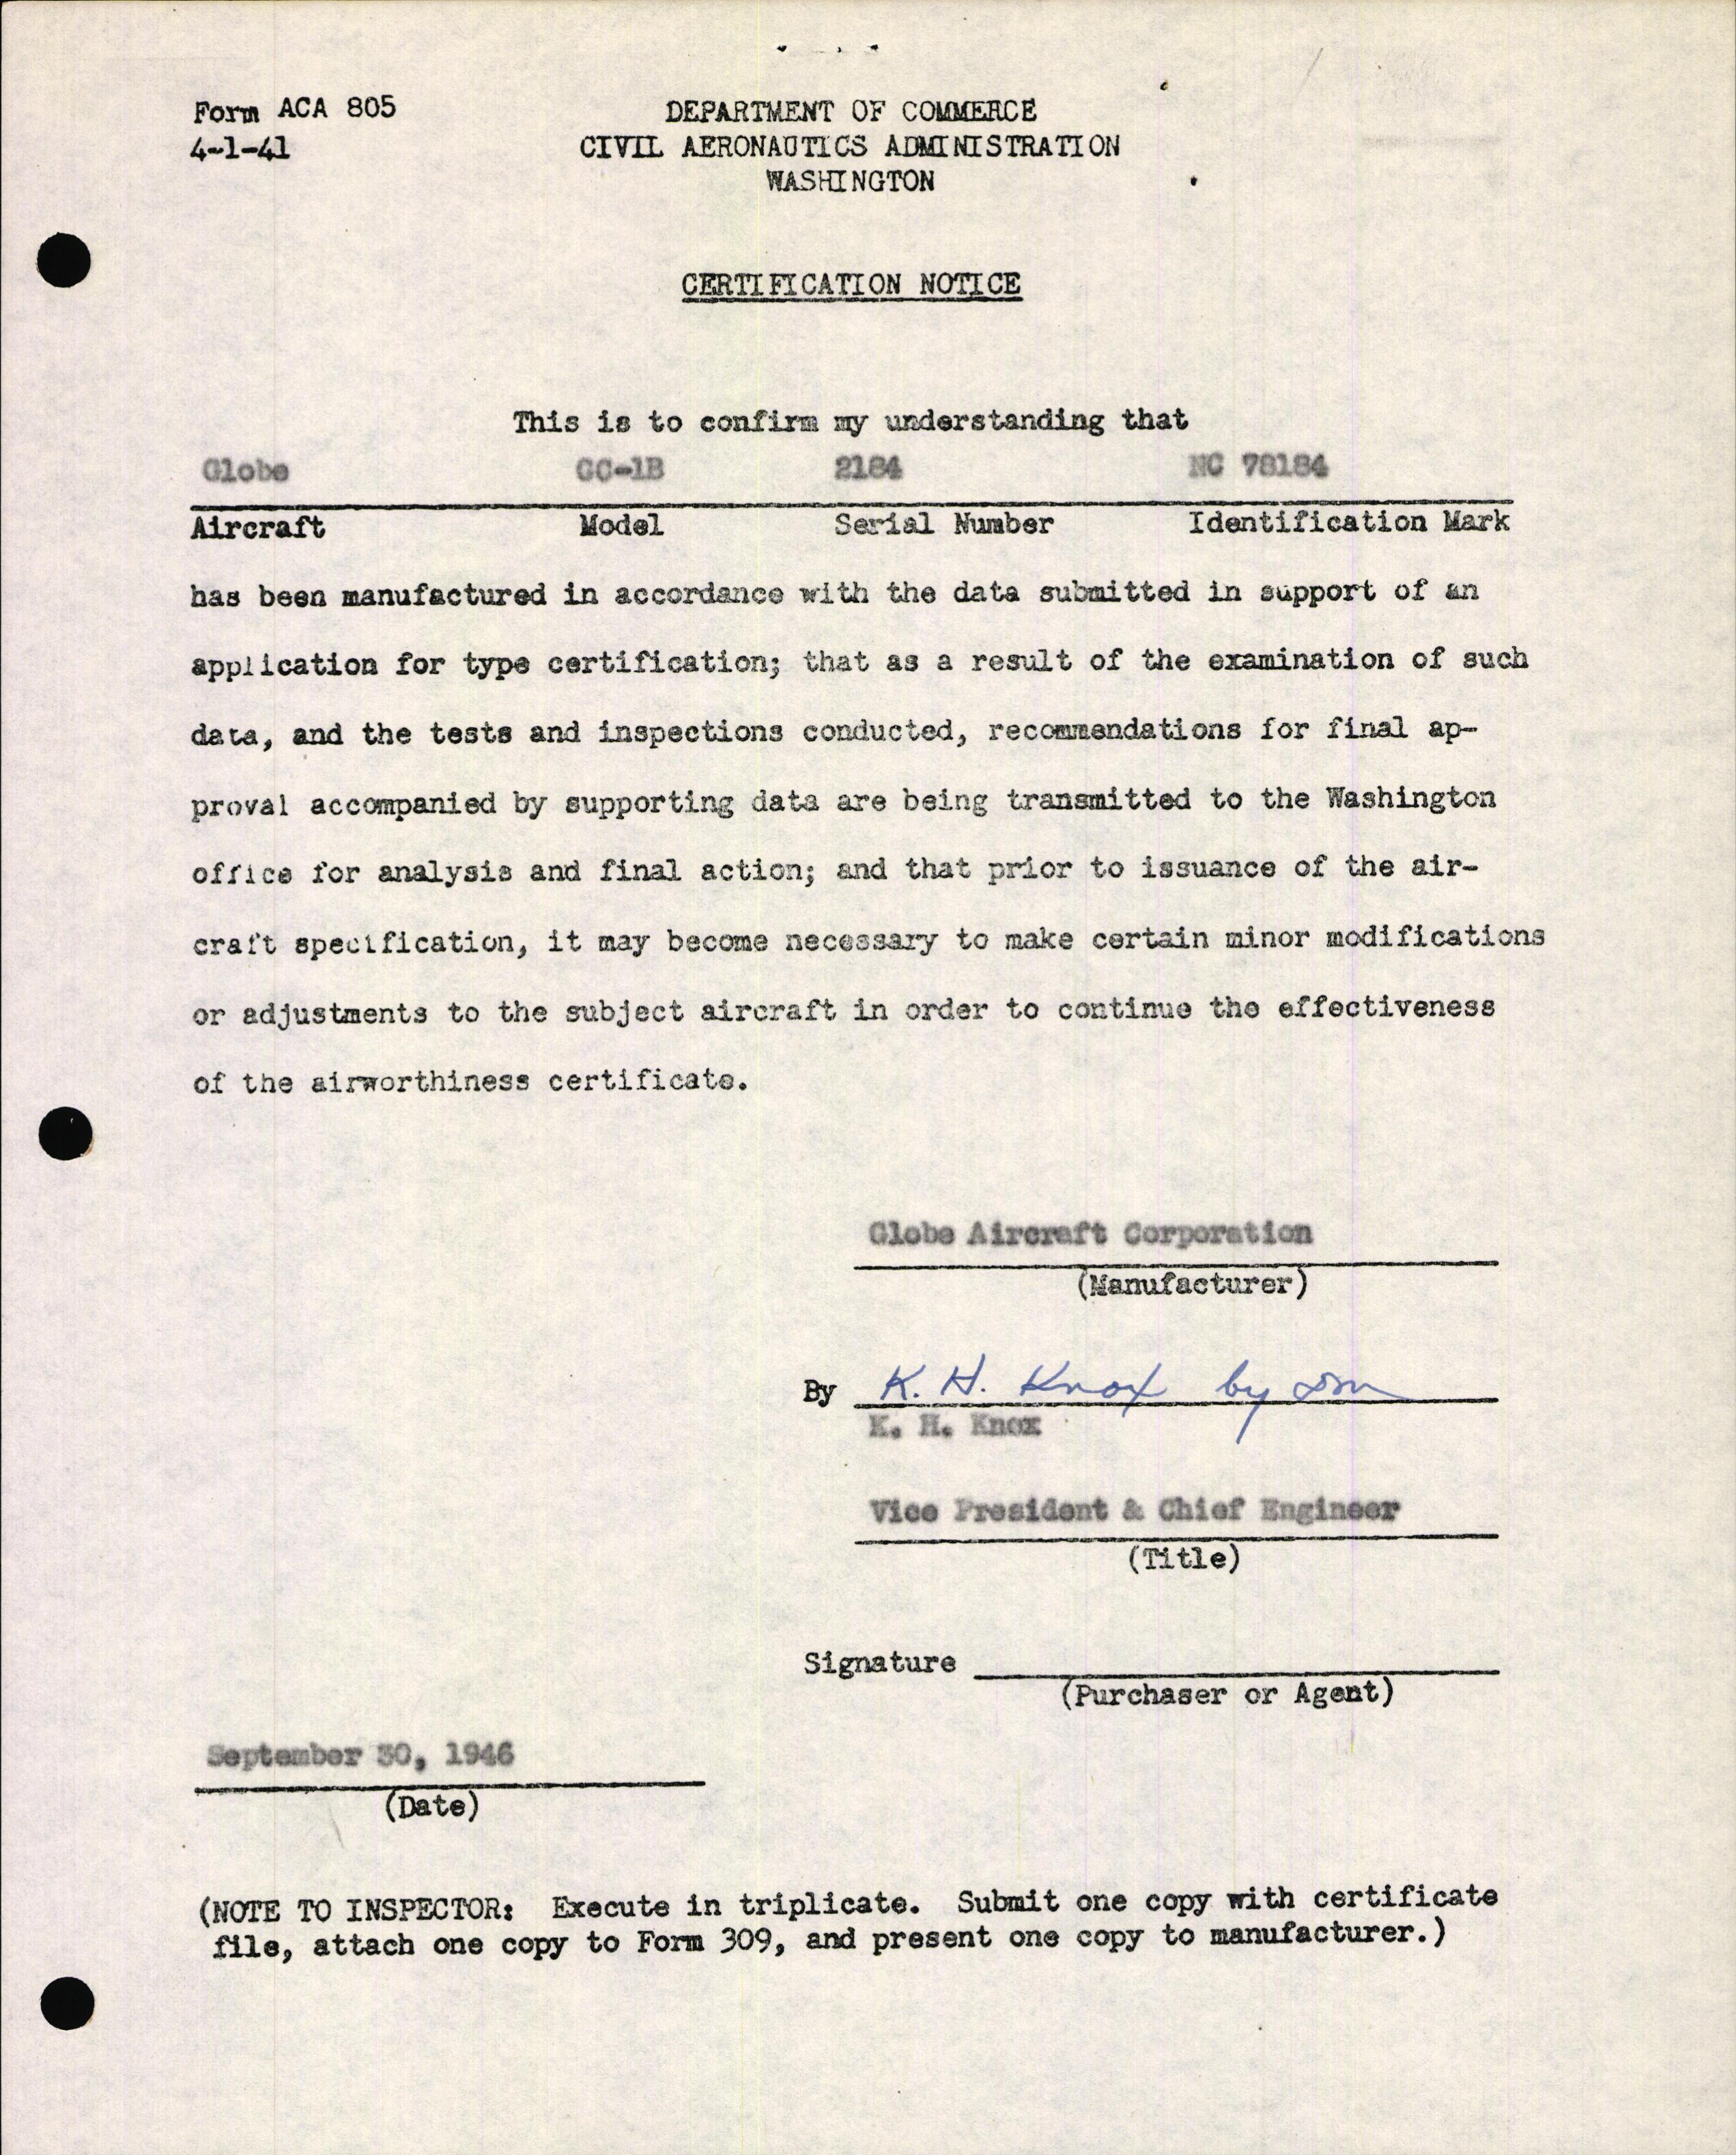 Form ACA 805
4-1-41
DEPARTMENT OF COMMERCE
CIVIL AERONAUTICS ADMINISTRATION
WASHINGTON
CERTIFICATION NOTICE
This is to confirm my understanding that
Globe GC-1B 2184 NC 78184
Aircraft Model Serial Number Identification Mark
has been manufactured in accordance with the data submitted in support of an
application for type certification; that as a result of the examination of such
data, and the tests and inspections conducted, recommendations for final ap-
proval accompanied by supporting data are being transmitted to the Washington
office for analysis and final action; and that prior to issuance of the air-
craft specification, it may become necessary to make certain minor modifications
or adjustments to the subject aircraft in order to continue the effectiveness
of the airworthiness certificate.
Globe Aircraft Corporation
(Manufacturer)
By K. H. Knox by
K. H. Knox
Vice President & Chief Engineer
(Title)
Signature
(Purchaser or Agent)
September 30, 1946
(Date)
(NOTE TO INSPECTOR: Execute in triplicate. Submit one copy with certificate
file, attach one copy to Form 309, and present one copy to manufacturer.)